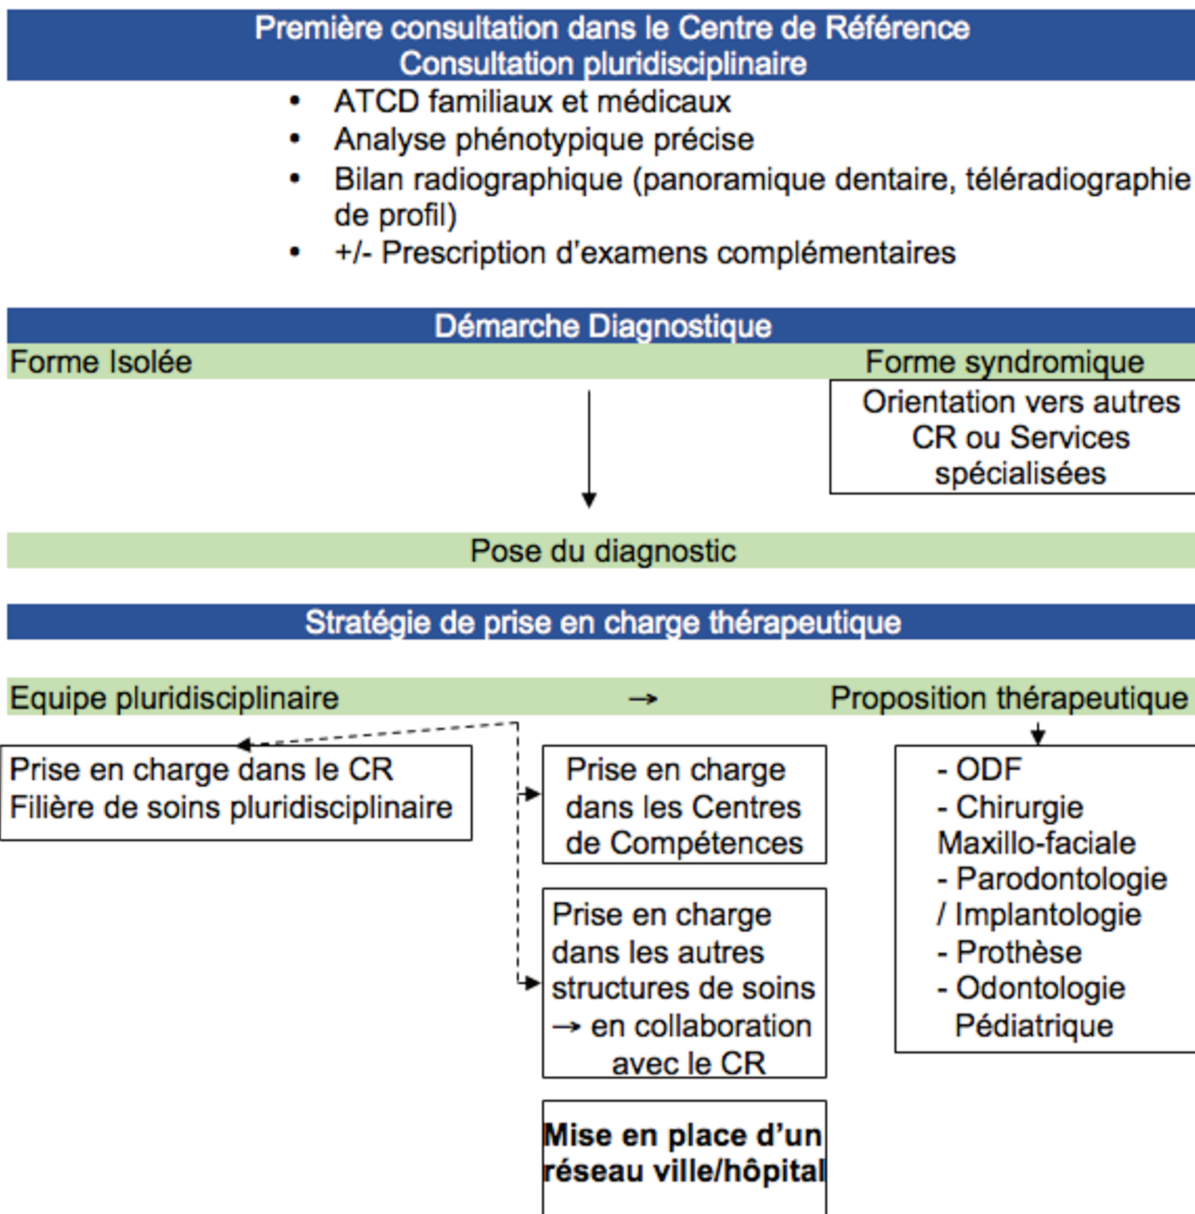 Première consultation dans le Centre de Référence
Consultation pluridisciplinaire
• ATCD familiaux et médicaux
• Analyse phénotypique précise
• Bilan radiographique (panoramique dentaire, téléradiographie
de profil)
• +/- Prescription d'examens complémentaires
Démarche Diagnostique
Forme Isolée
Forme syndromique
Orientation vers autres
CR ou Services
spécialisées
Pose du diagnostic
Stratégie de prise en charge thérapeutique
Equipe pluridisciplinaire → Proposition thérapeutique
Prise en charge dans le CR
Filière de soins pluridisciplinaire
Prise en charge
dans les Centres
de Compétences
Prise en charge
dans les autres
structures de soins
→ en collaboration
avec le CR
Mise en place d'un
réseau ville/hôpital
- ODF
- Chirurgie
Maxillo-faciale
- Parodontologie
/ Implantologie
- Prothèse
- Odontologie
Pédiatrique